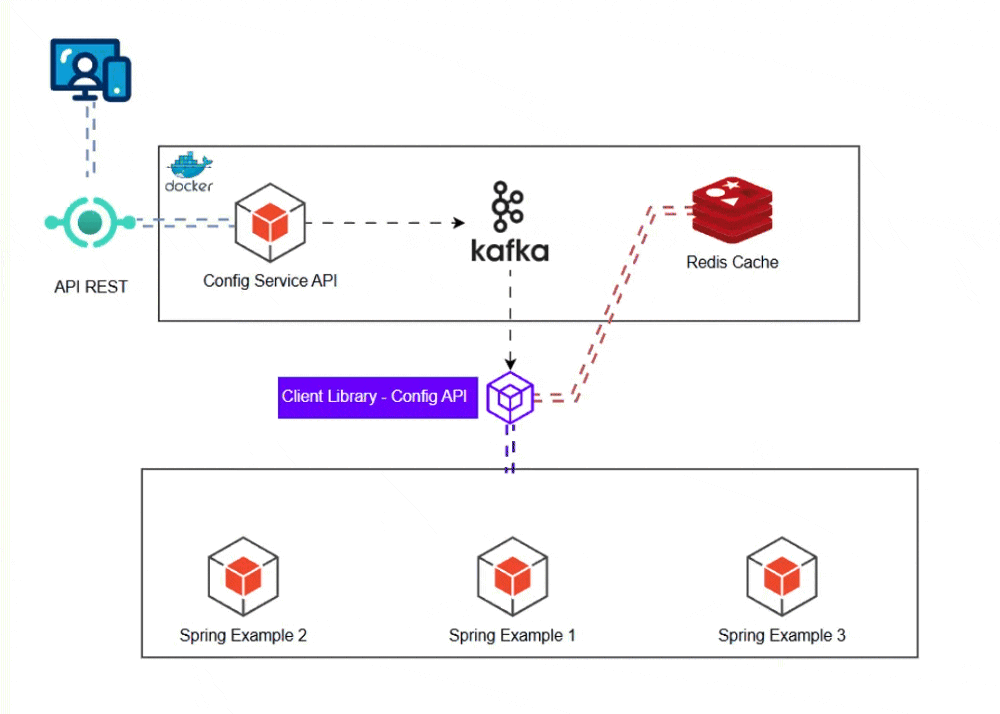 docker
kafka
Redis Cache
Config Service API
API REST
Client Library - Config API
Spring Example 2
Spring Example 1
Spring Example 3